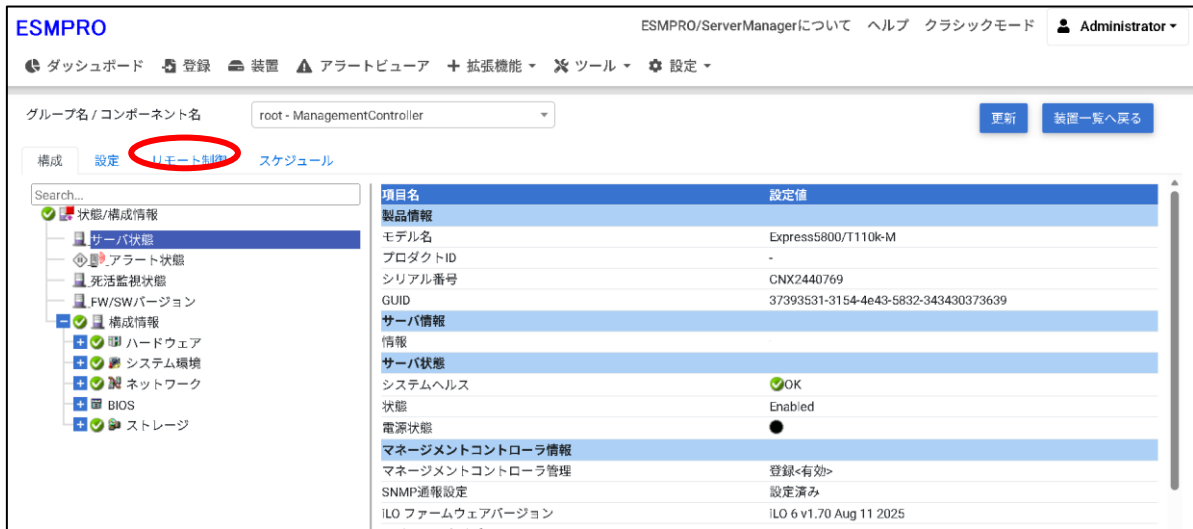 ESMPRO ESMPRO/ServerManagerについて ヘルプ クラシックモード Administrator
ダッシュボード 登録 装置 アラートビューア 拡張機能 ツール 設定
グループ名 / コンポーネント名 root - ManagementController 更新 装置一覧へ戻る
構成 設定 リモート制御 スケジュール
Search...
状態/構成情報
サーバ状態
アラート状態
死活監視状態
FW/SWバージョン
構成情報
ハードウェア
システム環境
ネットワーク
BIOS
ストレージ
項目名 設定値
製品情報
モデル名 Express5800/T110k-M
プロダクトID -
シリアル番号 CNX2440769
GUID 37393531-3154-4e43-5832-343430373639
サーバ情報
情報
サーバ状態
システムヘルス OK
状態 Enabled
電源状態
マネージメントコントローラ情報
マネージメントコントローラ管理 登録<有効>
SNMP通報設定 設定済み
iLO ファームウェアバージョン iLO 6 v1.70 Aug 11 2025